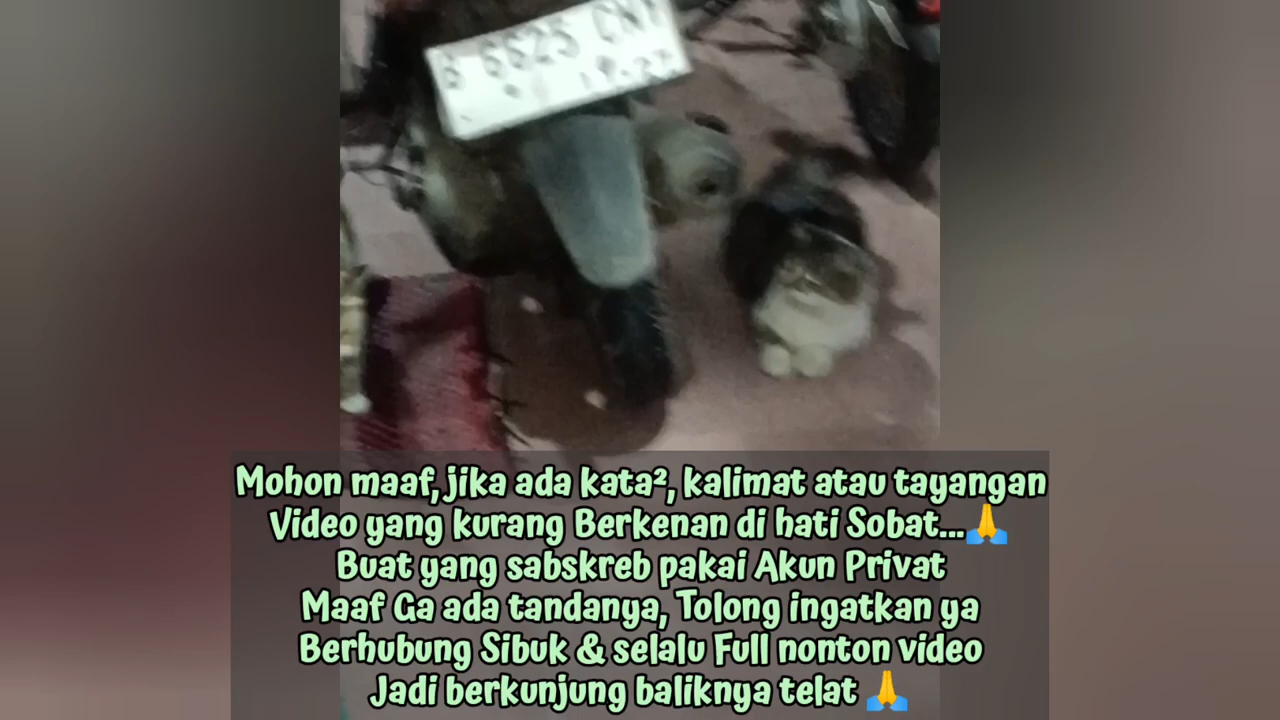 B 6625
Mohon maaf, jika ada kata², kalimat atau tayangan
Video yang kurang Berkenan di hati Sobat...🙏
Buat yang sabskreb pakai Akun Privat
Maaf Ga ada tandanya, Tolong ingatkan ya
Berhubung Sibuk & selalu Full nonton video
Jadi berkunjung baliknya telat 🙏